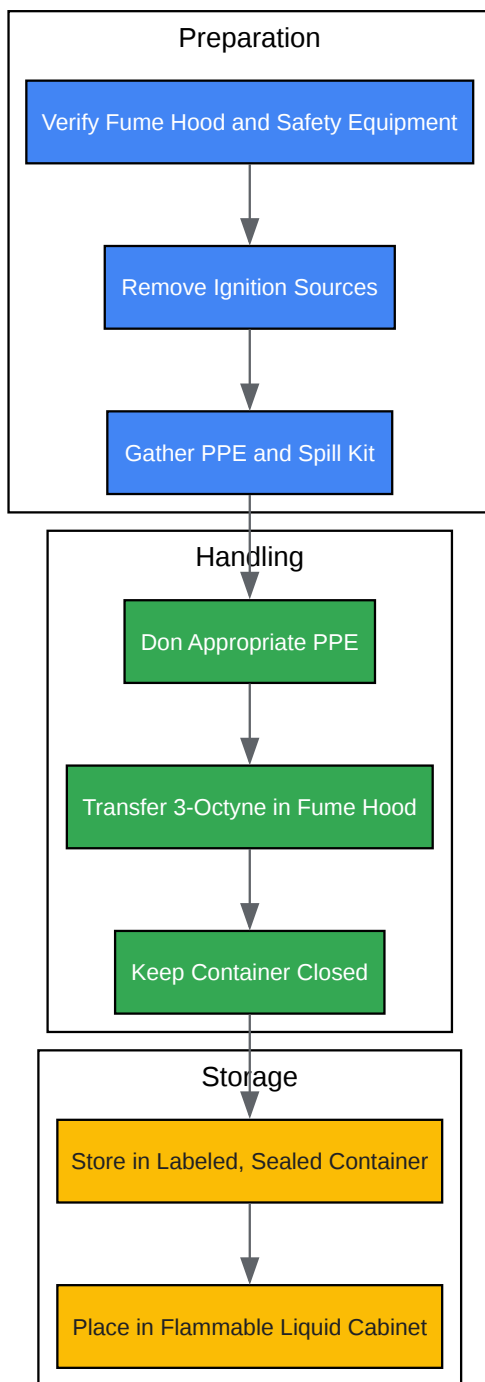 Preparation
Verify Fume Hood and Safety Equipment
Remove Ignition Sources
Gather PPE and Spill Kit
Handling
Don Appropriate PPE
Transfer 3-Octyne in Fume Hood
Keep Container Closed
Storage
Store in Labeled, Sealed Container
Place in Flammable Liquid Cabinet